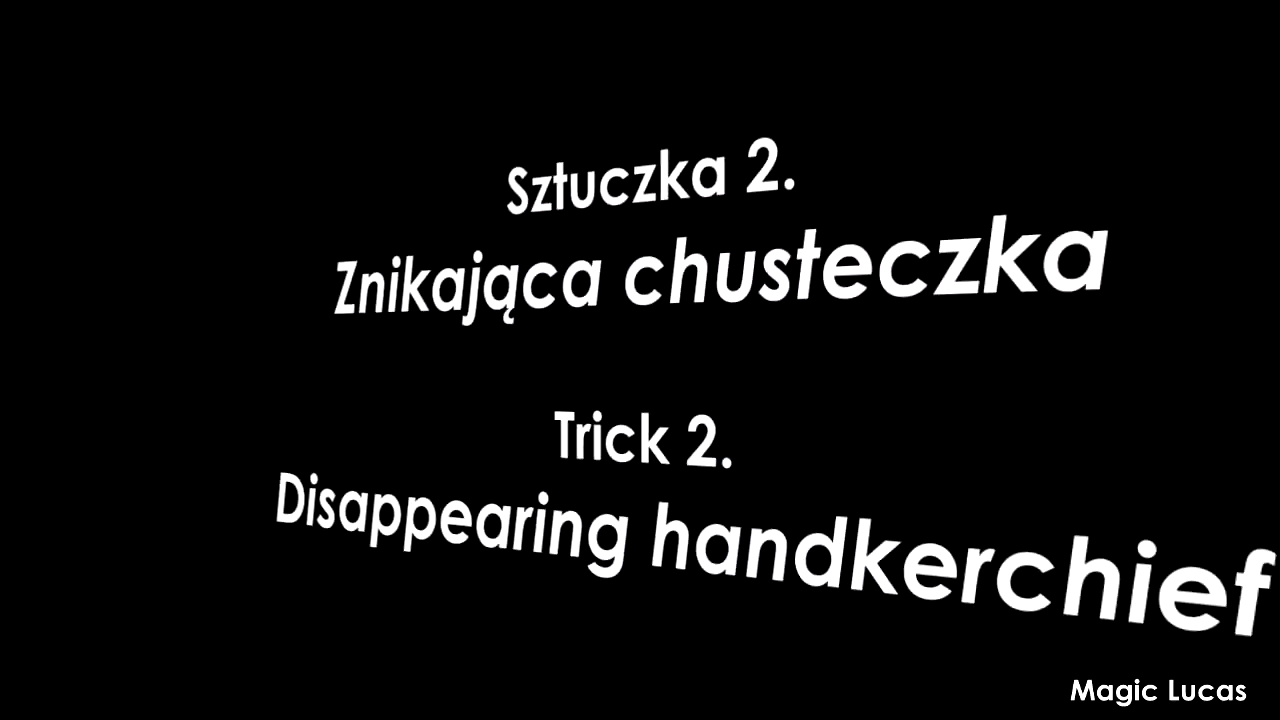 Sztuczka 2.
Znikająca chusteczka
Trick 2.
Disappearing handkerchief
Magic Lucas